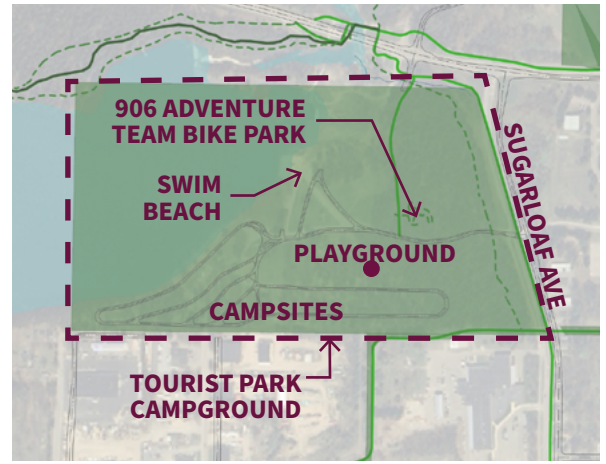 906 ADVENTURE
TEAM BIKE PARK
SWIM
BEACH
SUGARLOAF AVE
PLAYGROUND
CAMPSITES
TOURIST PARK
CAMPGROUND